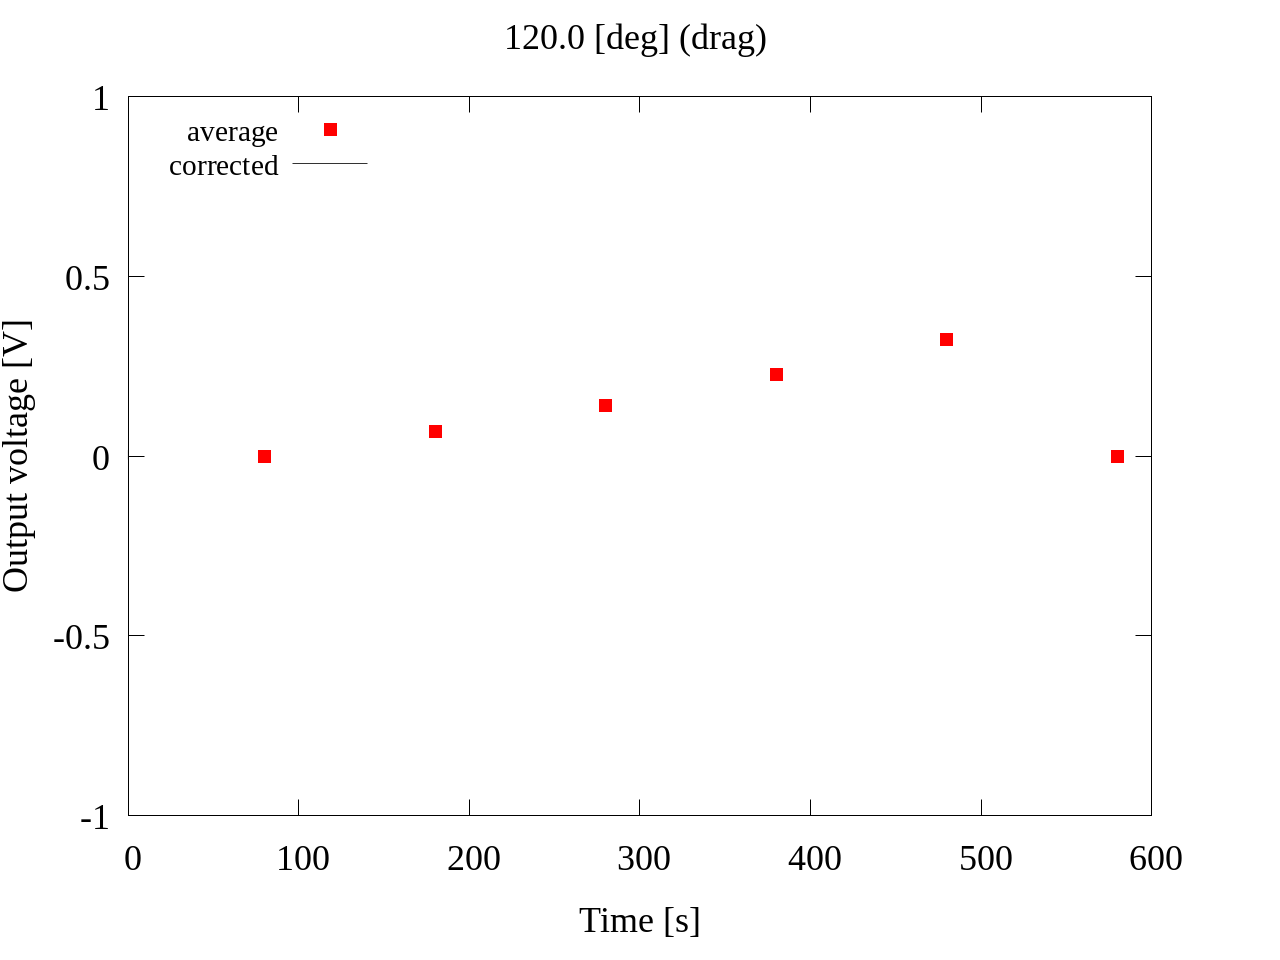 120.0 [deg] (drag)
average
corrected
1
0.5
0
-0.5
-1
Output voltage [V]
0 100 200 300 400 500 600
Time [s]